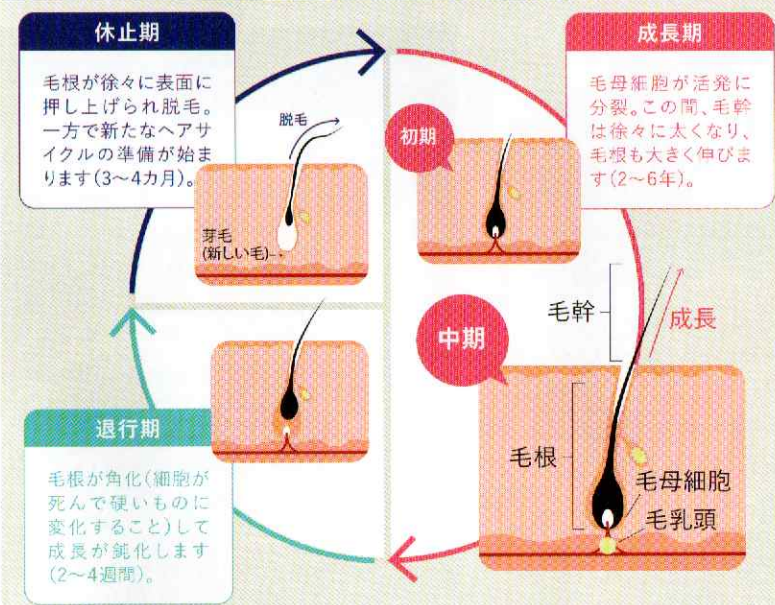 休止期
毛根が徐々に表面に
押し上げられ脱毛。
一方で新たなヘアサ
イクルの準備が始ま
ります(3〜4カ月)。
脱毛
芽毛
(新しい毛)
成長期
毛母細胞が活発に
分裂。この間、毛幹
は徐々に太くなり、
毛根も大きく伸びま
す(2〜6年)。
初期
中期
毛幹
成長
毛根
毛母細胞
毛乳頭
退行期
毛根が角化(細胞が
死んで硬いものに
変化すること)して
成長が鈍化します
(2〜4週間)。